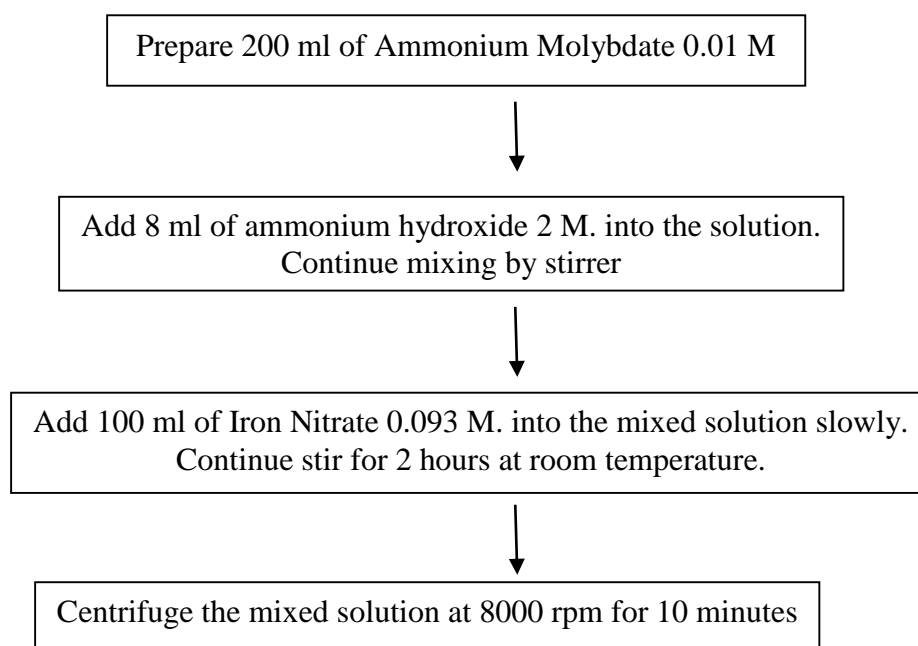 Prepare 200 ml of Ammonium Molybdate 0.01 M
Add 8 ml of ammonium hydroxide 2 M. into the solution.
Continue mixing by stirrer
Add 100 ml of Iron Nitrate 0.093 M. into the mixed solution slowly.
Continue stir for 2 hours at room temperature.
Centrifuge the mixed solution at 8000 rpm for 10 minutes